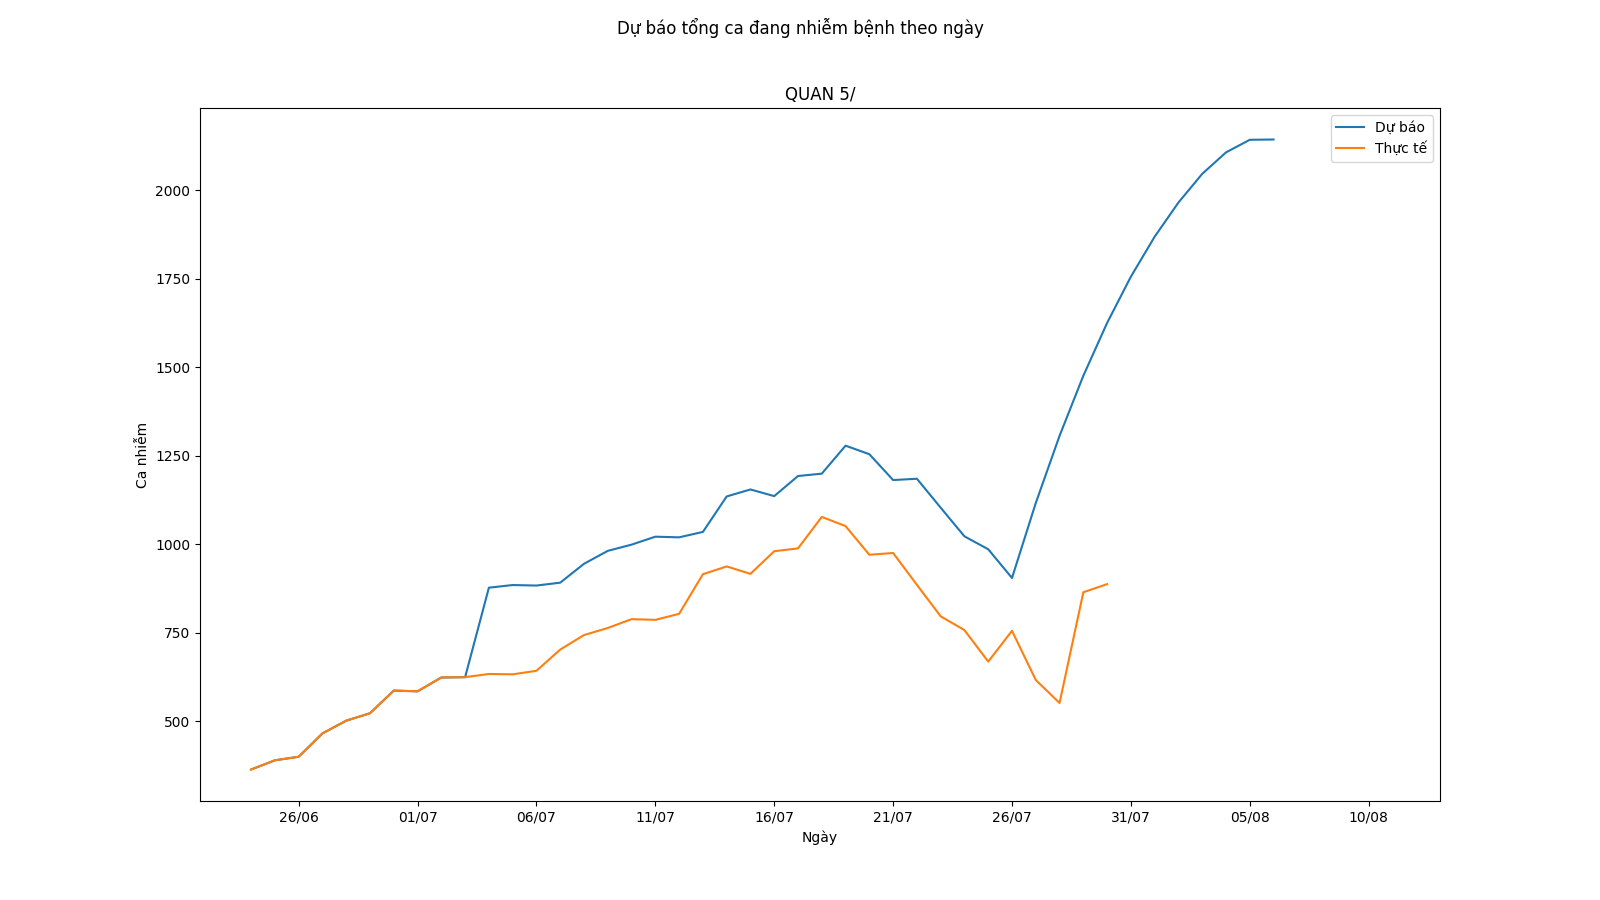 Dự báo tổng ca đang nhiễm bệnh theo ngày
QUAN 5/
Dự báo
Thực tế
2000
1750
1500
1250
1000
750
500
Ca nhiễm
26/06
01/07
06/07
11/07
16/07
21/07
26/07
31/07
05/08
10/08
Ngày